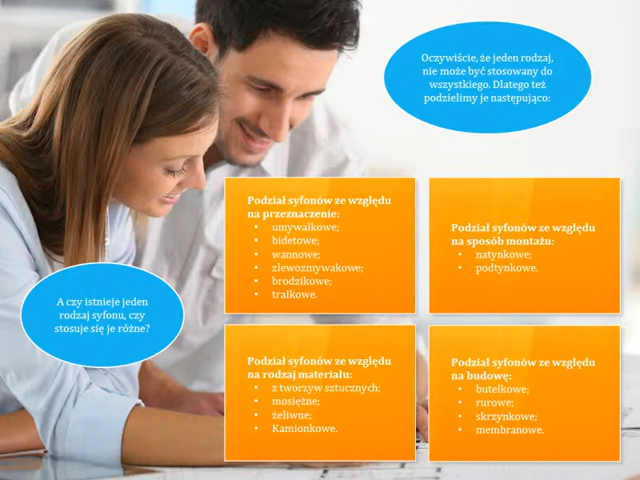 Oczywiście, że jeden rodzaj,
nie może być stosowany do
wszystkiego. Dlatego też
podzielimy je następująco:
Podział syfonów ze względu
na przeznaczenie:
• umywalkowe;
• bidetowe;
• wannowe;
• zlewozmywakowe;
• brodzikowe;
• tralkowe.
Podział syfonów ze względu
na sposób montażu:
• natynkowe;
• podtynkowe.
A czy istnieje jeden
rodzaj syfonu, czy
stosuje się je różne?
Podział syfonów ze względu
na rodzaj materiału:
• z tworzyw sztucznych;
• mosiężne;
• żeliwne;
• Kamionkowe.
Podział syfonów ze względu
na budowę:
• butelkowe;
• rurowe;
• skrzynkowe;
• membranowe.